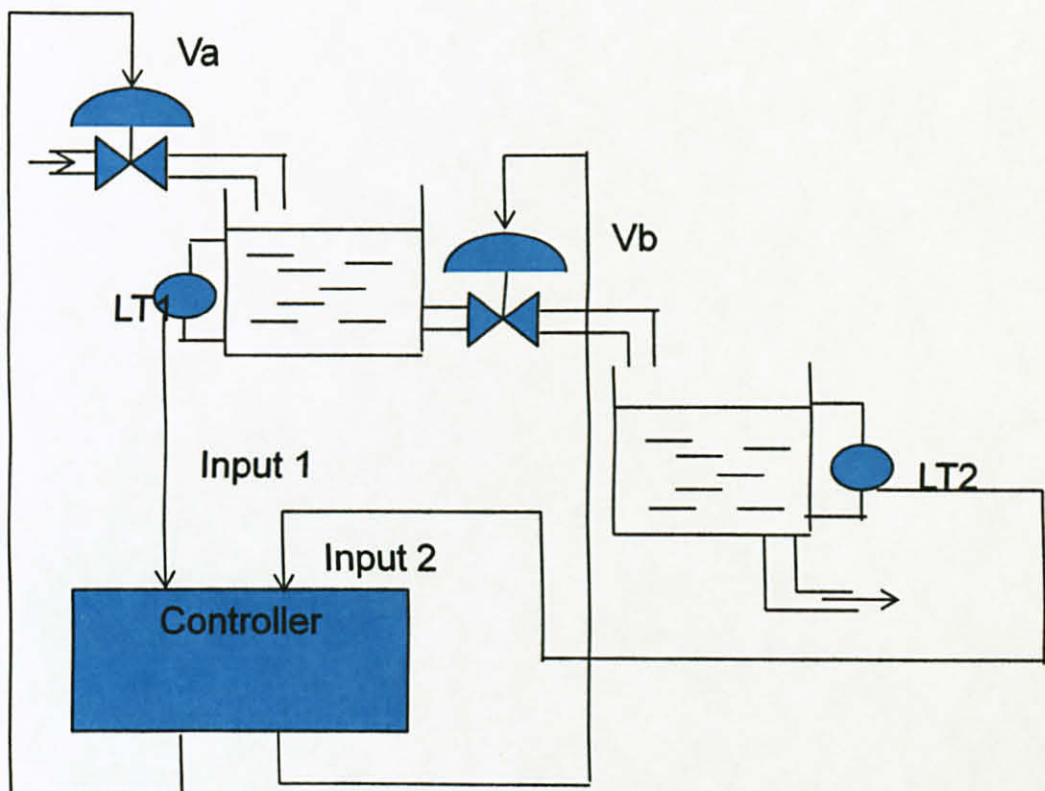 Va
Vb
LT1
LT2
Input 1
Input 2
Controller